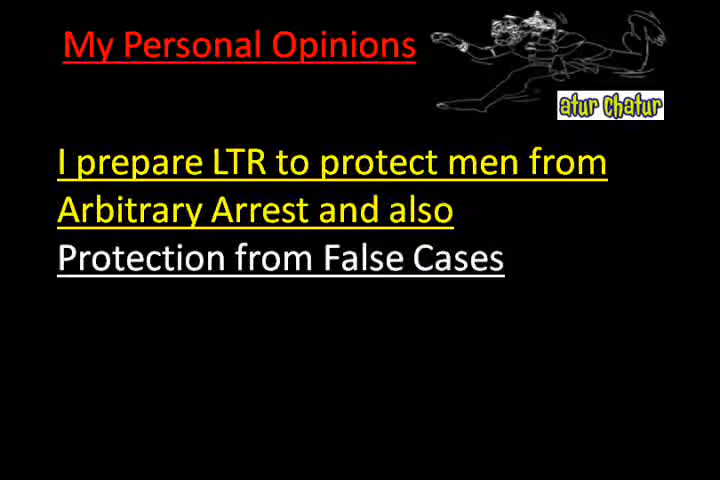 My Personal Opinions
atur chatur
I prepare LTR to protect men from
Arbitrary Arrest and also
Protection from False Cases